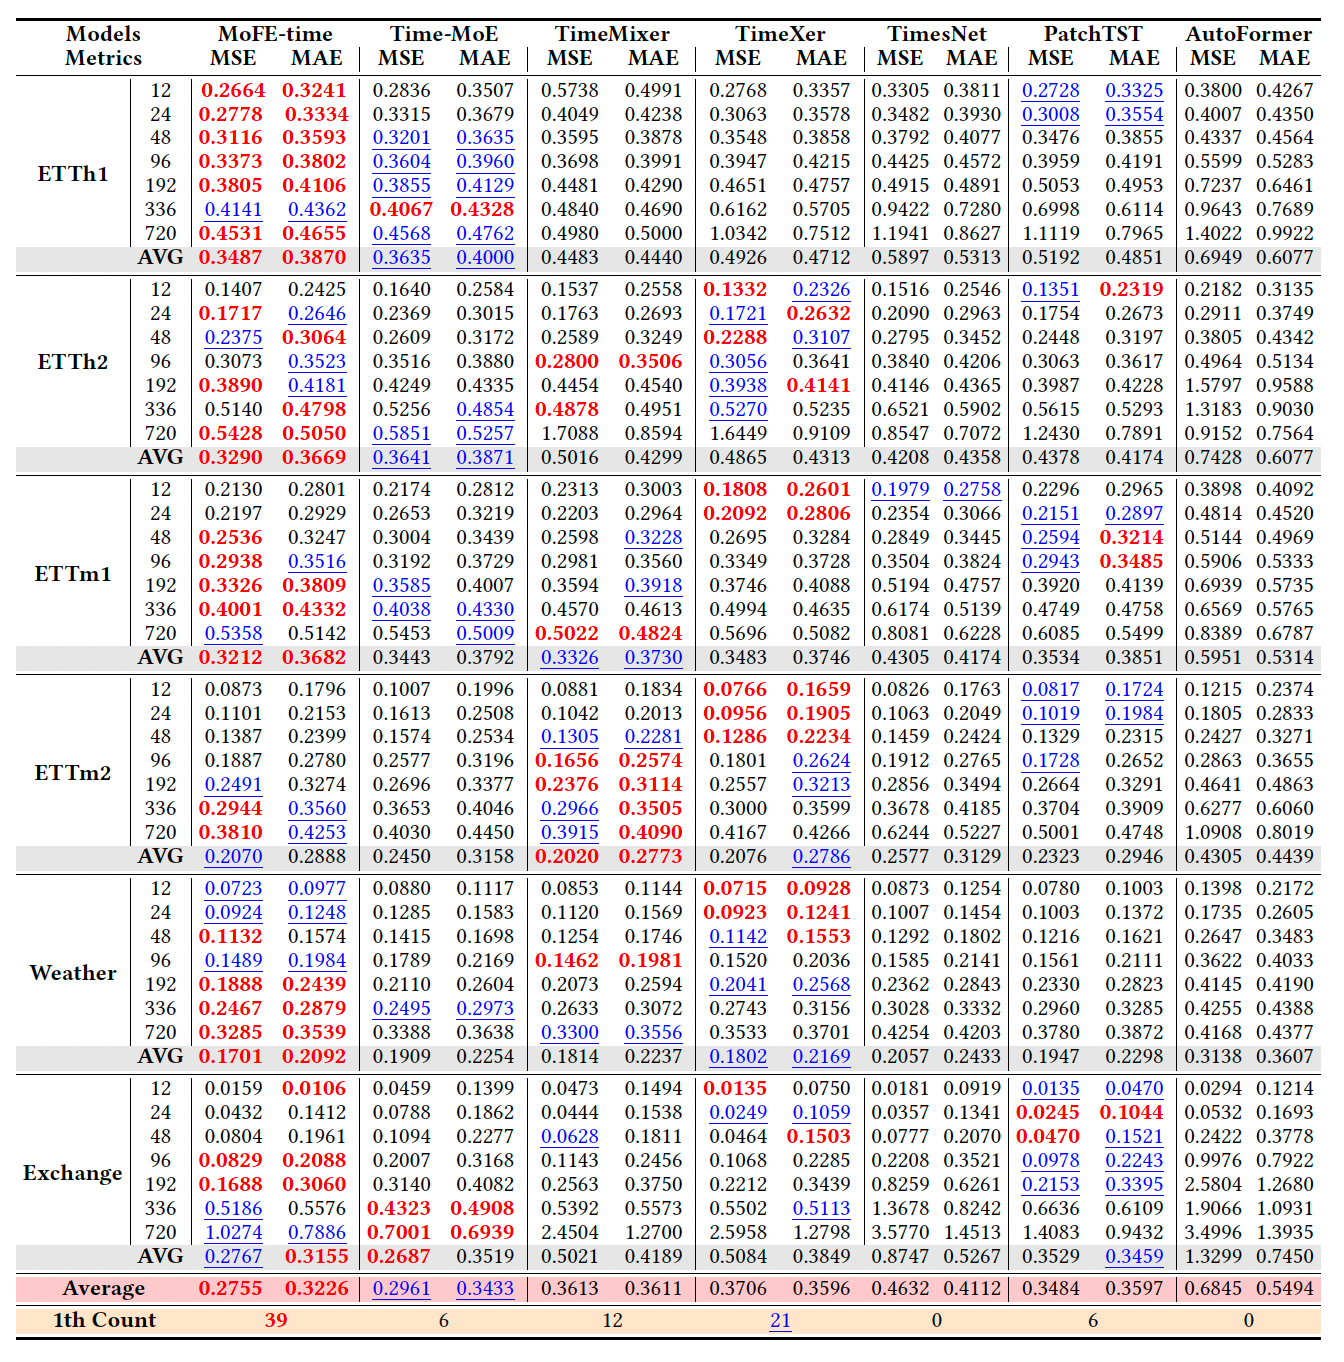 Models MoFE-time Time-MoE TimeMixer TimeXer TimesNet PatchTST AutoFormer
Metrics MSE MAE MSE MAE MSE MAE MSE MAE MSE MAE MSE MAE MSE MAE
12 0.2664 0.3241 0.2836 0.3507 0.5738 0.4991 0.2768 0.3357 0.3305 0.3811 0.2728 0.3325 0.3800 0.4267
24 0.2778 0.3334 0.3315 0.3679 0.4049 0.4238 0.3063 0.3578 0.3482 0.3930 0.3008 0.3554 0.4007 0.4350
48 0.3116 0.3593 0.3201 0.3635 0.3595 0.3878 0.3548 0.3858 0.3792 0.4077 0.3476 0.3855 0.4337 0.4564
96 0.3373 0.3802 0.3604 0.3960 0.3698 0.3991 0.3947 0.4215 0.4425 0.4572 0.3959 0.4191 0.5599 0.5283
ETTh1
192 0.3805 0.4106 0.3855 0.4129 0.4481 0.4290 0.4651 0.4757 0.4915 0.4891 0.5053 0.4953 0.7237 0.6461
336 0.4141 0.4362 0.4067 0.4328 0.4840 0.4690 0.6162 0.5705 0.9422 0.7280 0.6998 0.6114 0.9643 0.7689
720 0.4531 0.4655 0.4568 0.4762 0.4980 0.5000 1.0342 0.7512 1.1941 0.8627 1.1119 0.7965 1.4022 0.9922
AVG 0.3487 0.3870 0.3635 0.4000 0.4483 0.4440 0.4926 0.4712 0.5897 0.5313 0.5192 0.4851 0.6949 0.6077
12 0.1407 0.2425 0.1640 0.2584 0.1537 0.2558 0.1332 0.2326 0.1516 0.2546 0.1351 0.2319 0.2182 0.3135
24 0.1717 0.2646 0.2369 0.3015 0.1763 0.2693 0.1721 0.2632 0.2090 0.2963 0.1754 0.2673 0.2911 0.3749
48 0.2375 0.3064 0.2609 0.3172 0.2589 0.3249 0.2288 0.3107 0.2795 0.3452 0.2448 0.3197 0.3805 0.4342
ETTh2 96 0.3073 0.3523 0.3516 0.3880 0.2800 0.3506 0.3056 0.3641 0.3840 0.4206 0.3063 0.3617 0.4964 0.5134
192 0.3890 0.4181 0.4249 0.4335 0.4454 0.4540 0.3938 0.4141 0.4146 0.4365 0.3987 0.4228 1.5797 0.9588
336 0.5140 0.4798 0.5256 0.4854 0.4878 0.4951 0.5270 0.5235 0.6521 0.5902 0.5615 0.5293 1.3183 0.9030
720 0.5428 0.5050 0.5851 0.5257 1.7088 0.8594 1.6449 0.9109 0.8547 0.7072 1.2430 0.7891 0.9152 0.7564
AVG 0.3290 0.3669 0.3641 0.3871 0.5016 0.4299 0.4865 0.4313 0.4208 0.4358 0.4378 0.4174 0.7428 0.6077
12 0.2130 0.2801 0.2174 0.2812 0.2313 0.3003 0.1808 0.2601 0.1979 0.2758 0.2296 0.2965 0.3898 0.4092
24 0.2197 0.2929 0.2653 0.3219 0.2203 0.2964 0.2092 0.2806 0.2354 0.3066 0.2151 0.2897 0.4814 0.4520
48 0.2536 0.3247 0.3004 0.3439 0.2598 0.3228 0.2695 0.3284 0.2849 0.3445 0.2594 0.3214 0.5144 0.4969
96 0.2938 0.3516 0.3192 0.3729 0.2981 0.3560 0.3349 0.3728 0.3504 0.3824 0.2943 0.3485 0.5906 0.5333
ETTm1
192 0.3326 0.3809 0.3585 0.4007 0.3594 0.3918 0.3746 0.4088 0.5194 0.4757 0.3920 0.4139 0.6939 0.5735
336 0.4001 0.4332 0.4038 0.4330 0.4570 0.4613 0.4994 0.4635 0.6174 0.5139 0.4749 0.4758 0.6569 0.5765
720 0.5358 0.5142 0.5453 0.5009 0.5022 0.4824 0.5696 0.5082 0.8081 0.6228 0.6085 0.5499 0.8389 0.6787
AVG 0.3212 0.3682 0.3443 0.3792 0.3326 0.3730 0.3483 0.3746 0.4305 0.4174 0.3534 0.3851 0.5951 0.5314
12 0.0873 0.1796 0.1007 0.1996 0.0881 0.1834 0.0766 0.1659 0.0826 0.1763 0.0817 0.1724 0.1215 0.2374
24 0.1101 0.2153 0.1613 0.2508 0.1042 0.2013 0.0956 0.1905 0.1063 0.2049 0.1019 0.1984 0.1805 0.2833
48 0.1387 0.2399 0.1574 0.2534 0.1305 0.2281 0.1286 0.2234 0.1459 0.2424 0.1329 0.2315 0.2427 0.3271
96 0.1887 0.2780 0.2577 0.3196 0.1656 0.2574 0.1801 0.2624 0.1912 0.2765 0.1728 0.2652 0.2863 0.3655
ETTm2
192 0.2491 0.3274 0.2696 0.3377 0.2376 0.3114 0.2557 0.3213 0.2856 0.3494 0.2664 0.3291 0.4641 0.4863
336 0.2944 0.3560 0.3653 0.4046 0.2966 0.3505 0.3000 0.3599 0.3678 0.4185 0.3704 0.3909 0.6277 0.6060
720 0.3810 0.4253 0.4030 0.4450 0.3915 0.4090 0.4167 0.4266 0.6244 0.5227 0.5001 0.4748 1.0908 0.8019
AVG 0.2070 0.2888 0.2450 0.3158 0.2020 0.2773 0.2076 0.2786 0.2577 0.3129 0.2323 0.2946 0.4305 0.4439
12 0.0723 0.0977 0.0880 0.1117 0.0853 0.1144 0.0715 0.0928 0.0873 0.1254 0.0780 0.1003 0.1398 0.2172
24 0.0924 0.1248 0.1285 0.1583 0.1120 0.1569 0.0923 0.1241 0.1007 0.1454 0.1003 0.1372 0.1735 0.2605
48 0.1132 0.1574 0.1415 0.1698 0.1254 0.1746 0.1142 0.1553 0.1292 0.1802 0.1216 0.1621 0.2647 0.3483
96 0.1489 0.1984 0.1789 0.2169 0.1462 0.1981 0.1520 0.2036 0.1585 0.2141 0.1561 0.2111 0.3622 0.4033
Weather
192 0.1888 0.2439 0.2110 0.2604 0.2073 0.2594 0.2041 0.2568 0.2362 0.2843 0.2330 0.2823 0.4145 0.4190
336 0.2467 0.2879 0.2495 0.2973 0.2633 0.3072 0.2743 0.3156 0.3028 0.3332 0.2960 0.3285 0.4255 0.4388
720 0.3285 0.3539 0.3388 0.3638 0.3300 0.3556 0.3533 0.3701 0.4254 0.4203 0.3780 0.3872 0.4168 0.4377
AVG 0.1701 0.2092 0.1909 0.2254 0.1814 0.2237 0.1802 0.2169 0.2057 0.2433 0.1947 0.2298 0.3138 0.3607
12 0.0159 0.0106 0.0459 0.1399 0.0473 0.1494 0.0135 0.0750 0.0181 0.0919 0.0135 0.0470 0.0294 0.1214
24 0.0432 0.1412 0.0788 0.1862 0.0444 0.1538 0.0249 0.1059 0.0357 0.1341 0.0245 0.1044 0.0532 0.1693
48 0.0804 0.1961 0.1094 0.2277 0.0628 0.1811 0.0464 0.1503 0.0777 0.2070 0.0470 0.1521 0.2422 0.3778
96 0.0829 0.2088 0.2007 0.3168 0.1143 0.2456 0.1068 0.2285 0.2208 0.3521 0.0978 0.2243 0.9976 0.7922
Exchange
192 0.1688 0.3060 0.3140 0.4082 0.2563 0.3750 0.2212 0.3439 0.8259 0.6261 0.2153 0.3395 2.5804 1.2680
336 0.5186 0.5576 0.4323 0.4908 0.5392 0.5573 0.5502 0.5113 1.3678 0.8242 0.6636 0.6109 1.9066 1.0931
720 1.0274 0.7886 0.7001 0.6939 2.4504 1.2700 2.5958 1.2798 3.5770 1.4513 1.4083 0.9432 3.4996 1.3935
AVG 0.2767 0.3155 0.2687 0.3519 0.5021 0.4189 0.5084 0.3849 0.8747 0.5267 0.3529 0.3459 1.3299 0.7450
Average 0.2755 0.3226 0.2961 0.3433 0.3613 0.3611 0.3706 0.3596 0.4632 0.4112 0.3484 0.3597 0.6845 0.5494
1th Count 39 6 12 21 0 6 0